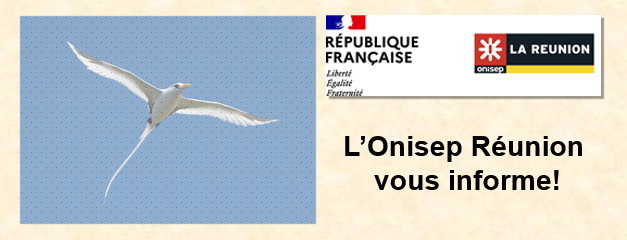 RÉPUBLIQUE
FRANÇAISE
Liberté
Égalité
Fraternité
onisep
LA REUNION
L’Onisep Réunion
vous informe!